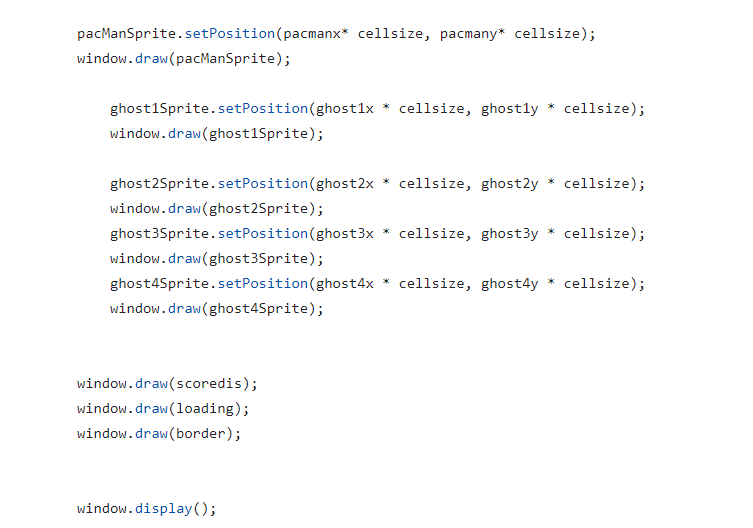 pacManSprite.setPosition(pacmanx* cellsize, pacmany* cellsize);
window.draw(pacManSprite);
ghost1Sprite.setPosition(ghost1x * cellsize, ghost1y * cellsize);
window.draw(ghost1Sprite);
ghost2Sprite.setPosition(ghost2x * cellsize, ghost2y * cellsize);
window.draw(ghost2Sprite);
ghost3Sprite.setPosition(ghost3x * cellsize, ghost3y * cellsize);
window.draw(ghost3Sprite);
ghost4Sprite.setPosition(ghost4x * cellsize, ghost4y * cellsize);
window.draw(ghost4Sprite);
window.draw(scoredis);
window.draw(loading);
window.draw(border);
window.display();